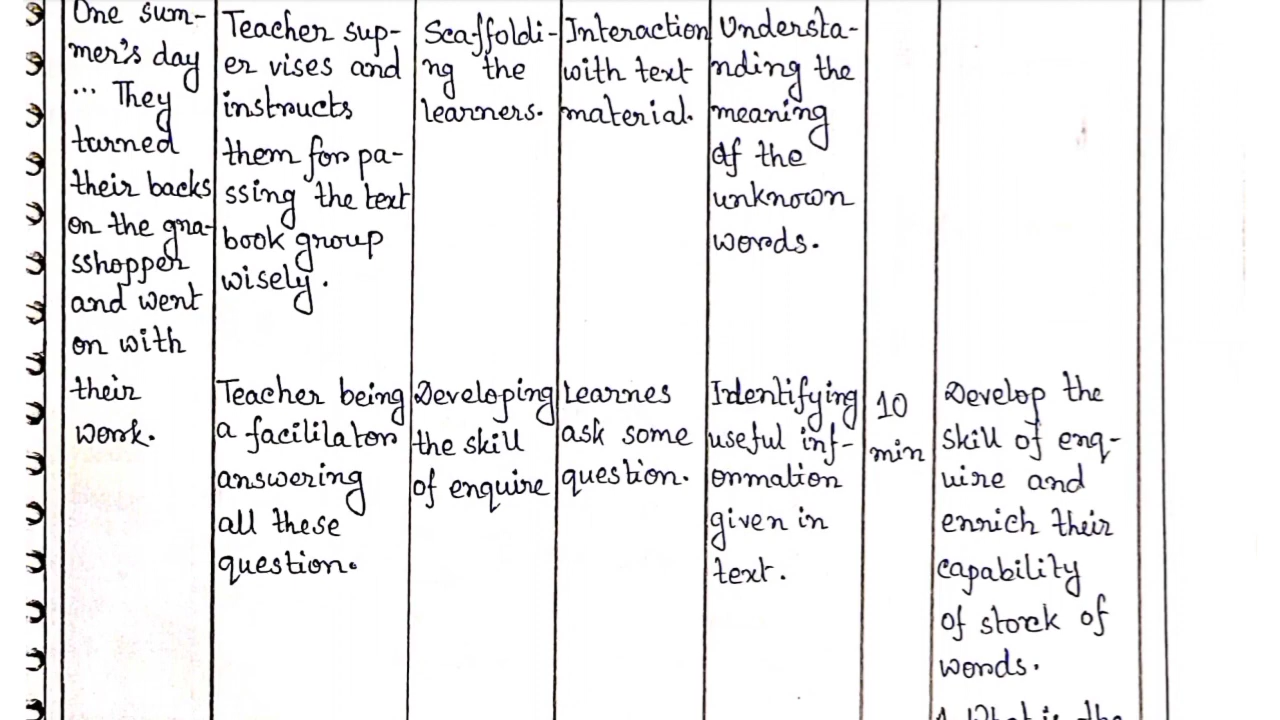 One sum-
mer's day
... They
turned
their backs
on the gra-
sshopper
and went
on with
their
work.
Teacher sup-
er vises and
instructs
them for pa-
ssing the text
book group
wisely.
Teacher being
a facililator
answering
all these
question.
Scaffoldi-
ng the
learners.
Developing
the skill
of enquire
Interaction
with text
material.
Learnes
ask some
question.
Understa-
nding the
meaning
of the
unknown
words.
Identifying
useful inf-
ormation
given in
text.
10
min
Develop the
skill of enq-
uire and
enrich their
capability
of stock of
words.